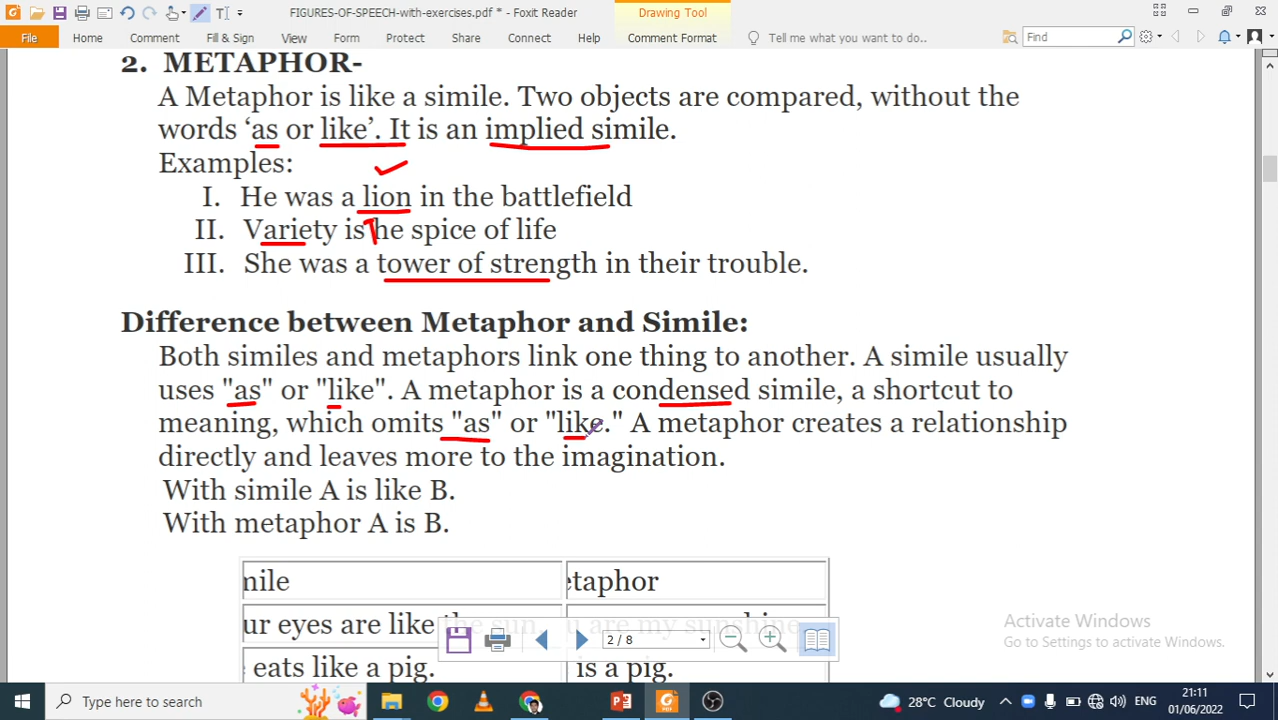 FIGURES-OF-SPEECH-with-exercises.pdf * - Foxit Reader
Drawing Tool
File Home Comment Fill & Sign View Form Protect Share Connect Help Comment Format Tell me what you want to do.. Find
2. METAPHOR-
A Metaphor is like a simile. Two objects are compared, without the
words ‘as or like’. It is an implied simile.
Examples:
I. He was a lion in the battlefield
II. Variety is the spice of life
III. She was a tower of strength in their trouble.
Difference between Metaphor and Simile:
Both similes and metaphors link one thing to another. A simile usually
uses "as" or "like". A metaphor is a condensed simile, a shortcut to
meaning, which omits "as" or "like." A metaphor creates a relationship
directly and leaves more to the imagination.
With simile A is like B.
With metaphor A is B.
mile etaphor
ur eyes are like the sun. u are my sunshine.
eats like a pig. is a pig.
2 / 8
Activate Windows
Go to Settings to activate Windows.
Type here to search
28°C Cloudy ENG 21:11
01/06/2022